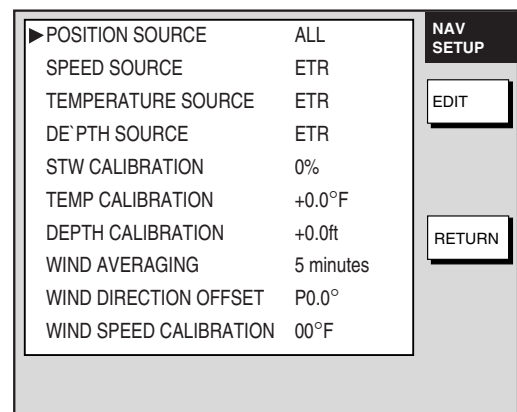 ▶POSITION SOURCE ALL
SPEED SOURCE ETR
TEMPERATURE SOURCE ETR
DE`PTH SOURCE ETR
STW CALIBRATION 0%
TEMP CALIBRATION +0.0°F
DEPTH CALIBRATION +0.0ft
WIND AVERAGING 5 minutes
WIND DIRECTION OFFSET P0.0°
WIND SPEED CALIBRATION 00°F
NAV
SETUP
EDIT
RETURN